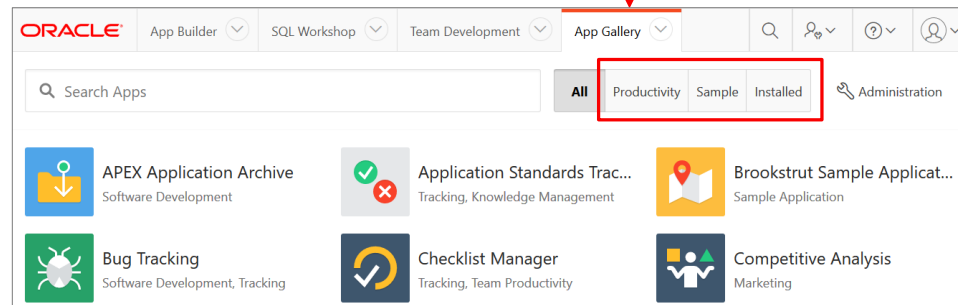 ORACLE App Builder SQL Workshop Team Development App Gallery
Search Apps All Productivity Sample Installed Administration
APEX Application Archive
Software Development
Application Standards Trac...
Tracking, Knowledge Management
Brookstrut Sample Applicat...
Sample Application
Bug Tracking
Software Development, Tracking
Checklist Manager
Tracking, Team Productivity
Competitive Analysis
Marketing